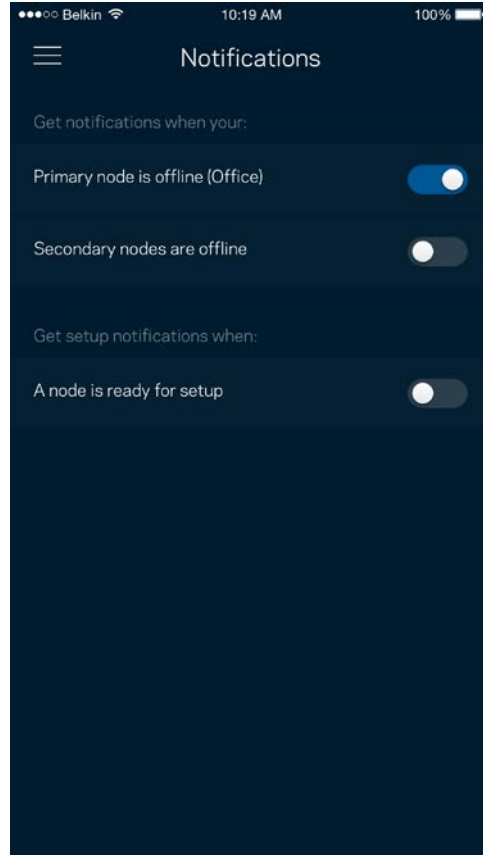 Belkin 10:19 AM 100%
Notifications
Get notifications when your:
Primary node is offline (Office)
Secondary nodes are offline
Get setup notifications when:
A node is ready for setup